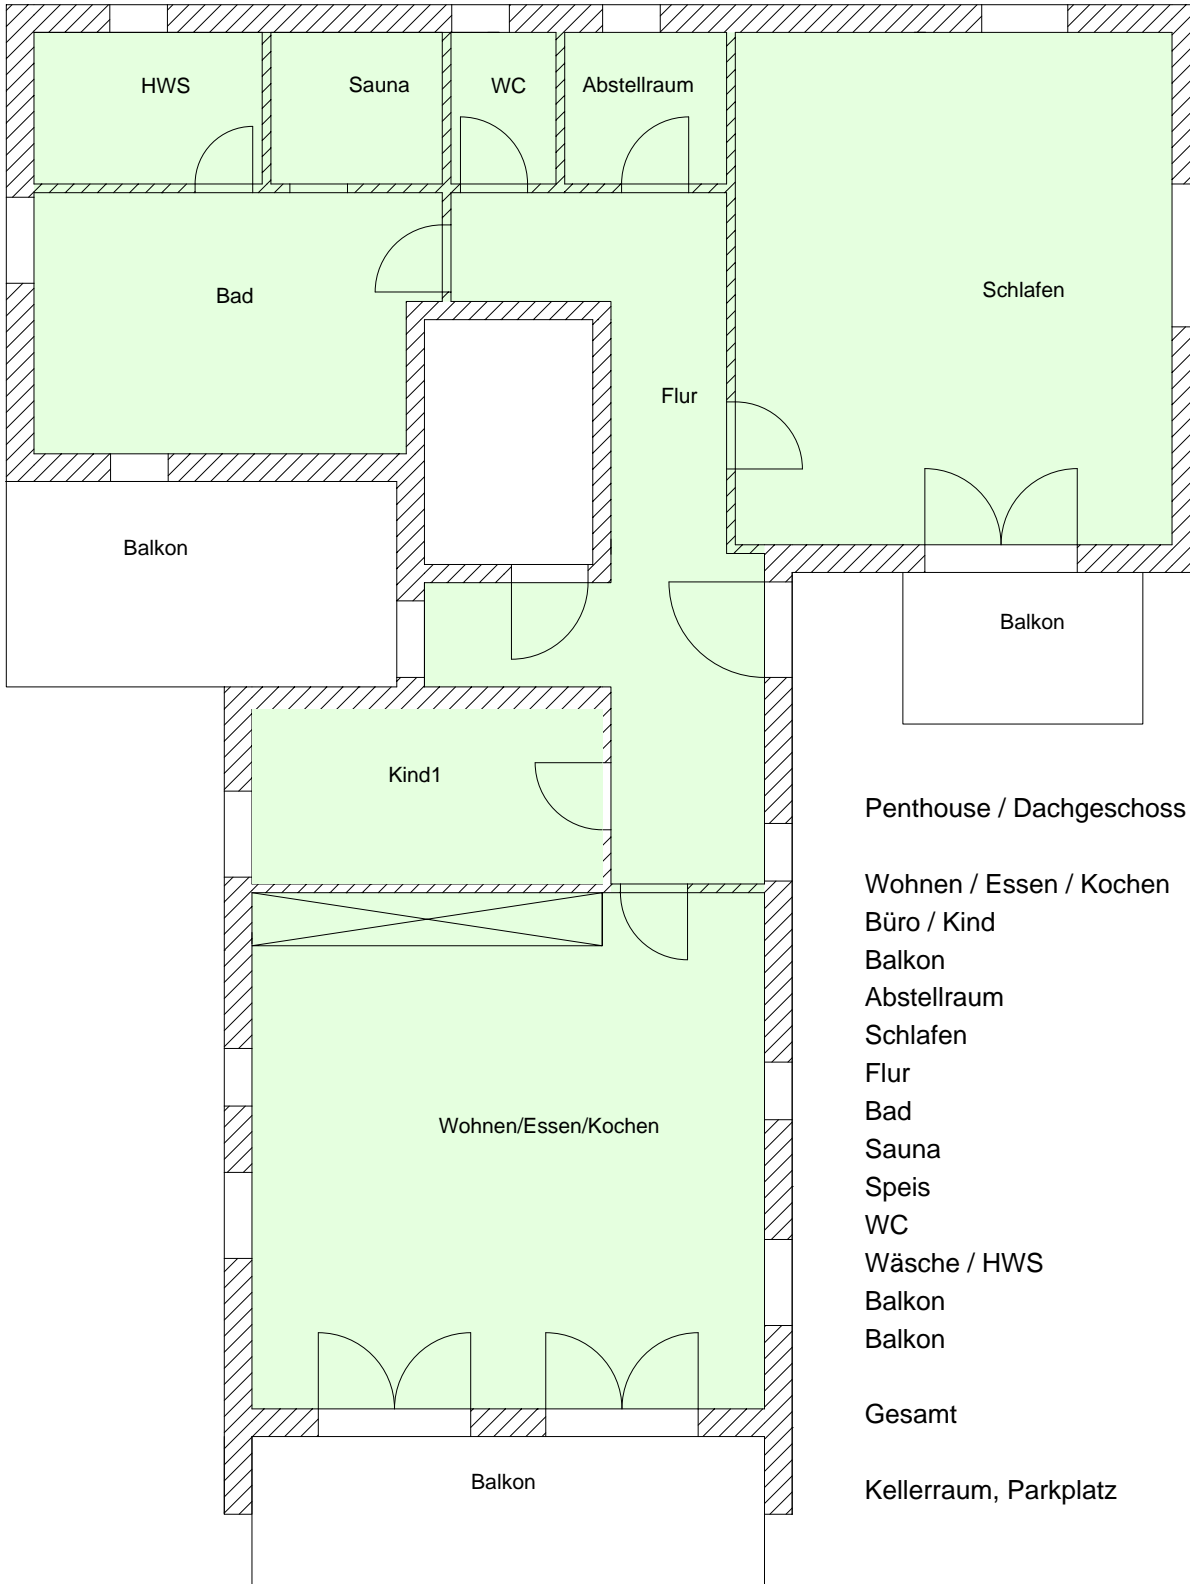 HWS
Sauna
WC
Abstellraum
Bad
Schlafen
Flur
Balkon
Balkon
Kind1
Wohnen/Essen/Kochen
Balkon
Penthouse / Dachgeschoss
Wohnen / Essen / Kochen
Büro / Kind
Balkon
Abstellraum
Schlafen
Flur
Bad
Sauna
Speis
WC
Wäsche / HWS
Balkon
Balkon
Gesamt
Kellerraum, Parkplatz